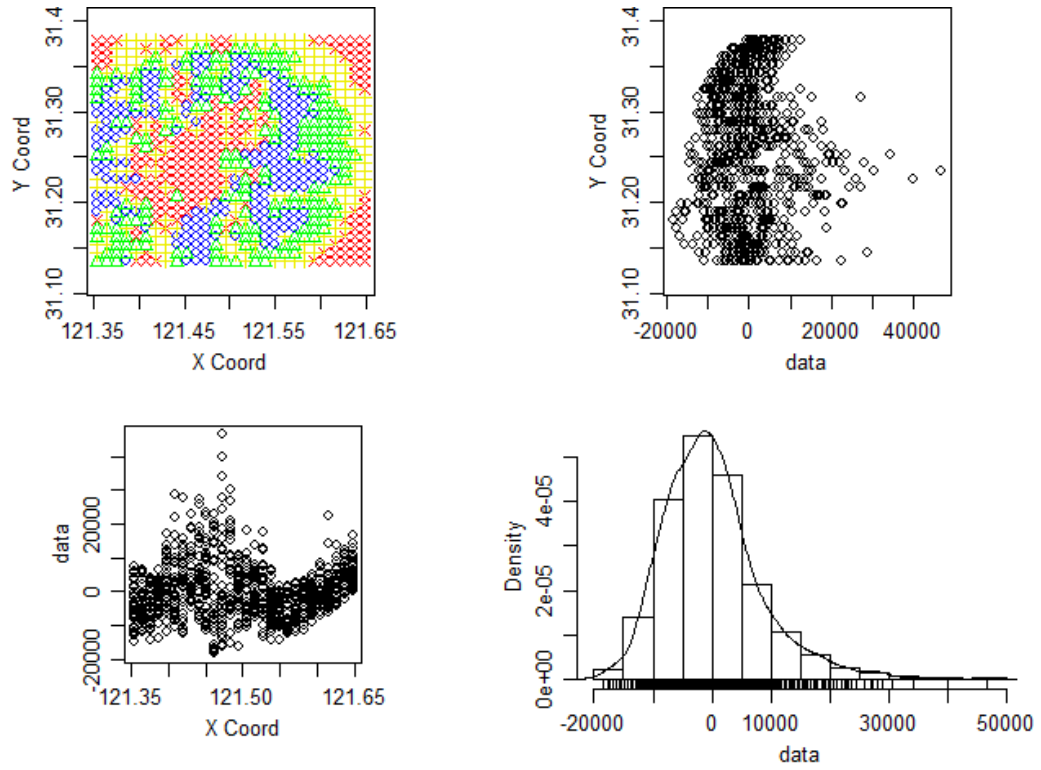 31.10 31.20 31.30 31.4
Y Coord
121.35 121.45 121.55 121.65
X Coord
31.10 31.20 31.30 31.4
Y Coord
-20000 0 20000 40000
data
-20000 0 20000
data
121.35 121.50 121.65
X Coord
0e+00 2e-05 4e-05
Density
-20000 0 10000 30000 50000
data